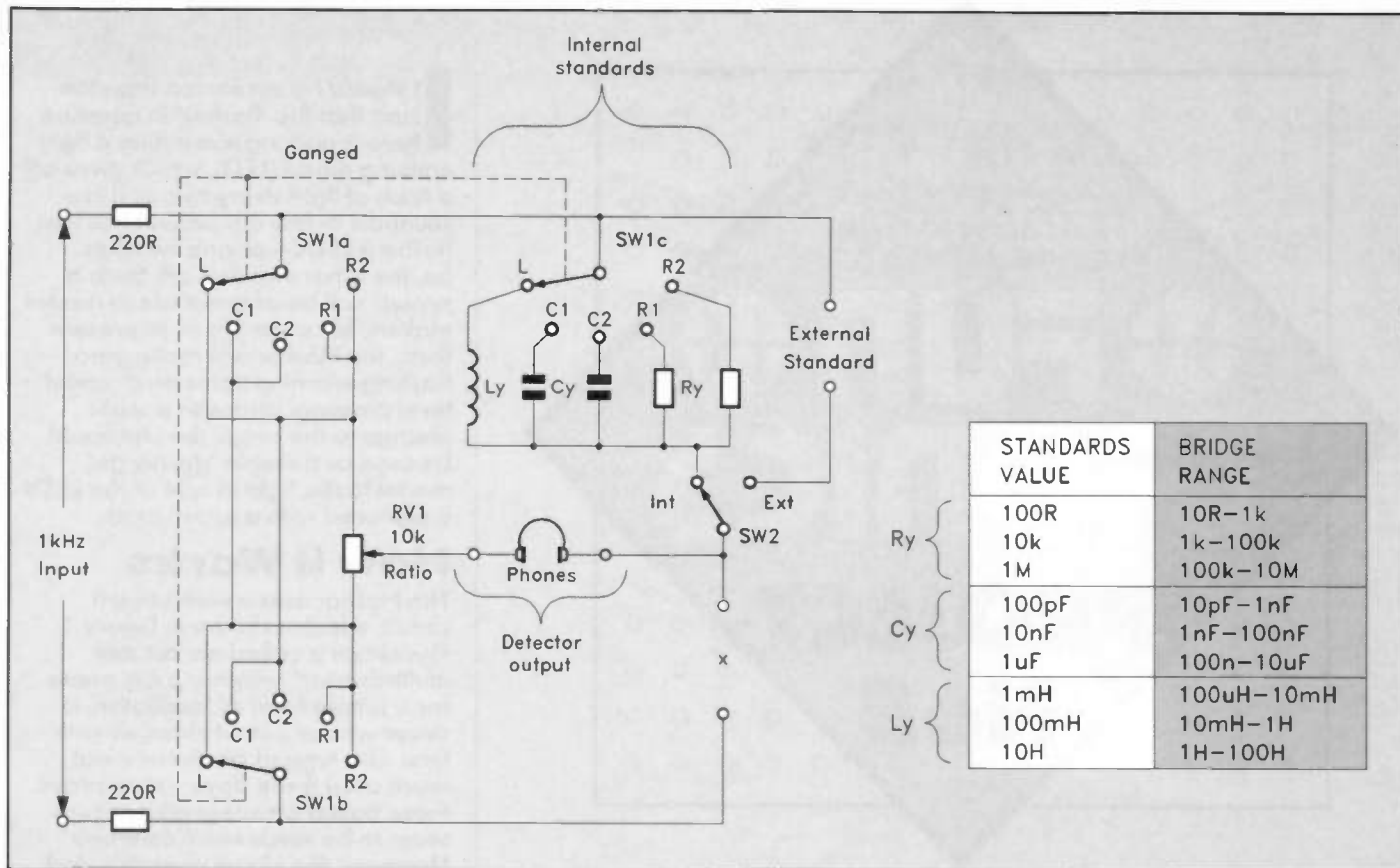 Internal
standards
Ganged
220R
SW1a
L
R2
C1
C2
R1
SW1c
L
R2
C1
C2
R1
Ly
Cy
Ry
External
Standard
Int
Ext
SW2
1kHz
Input
RV1
10k
Ratio
Phones
Detector
output
x
C1
C2
R1
L
R2
220R
SW1b
STANDARDS VALUE
BRIDGE RANGE
Ry
100R 10R-1k
10k 1k-100k
1M 100k-10M
Cy
100pF 10pF-1nF
10nF 1nF-100nF
1uF 100n-10uF
Ly
1mH 100uH-10mH
100mH 10mH-1H
10H 1H-100H